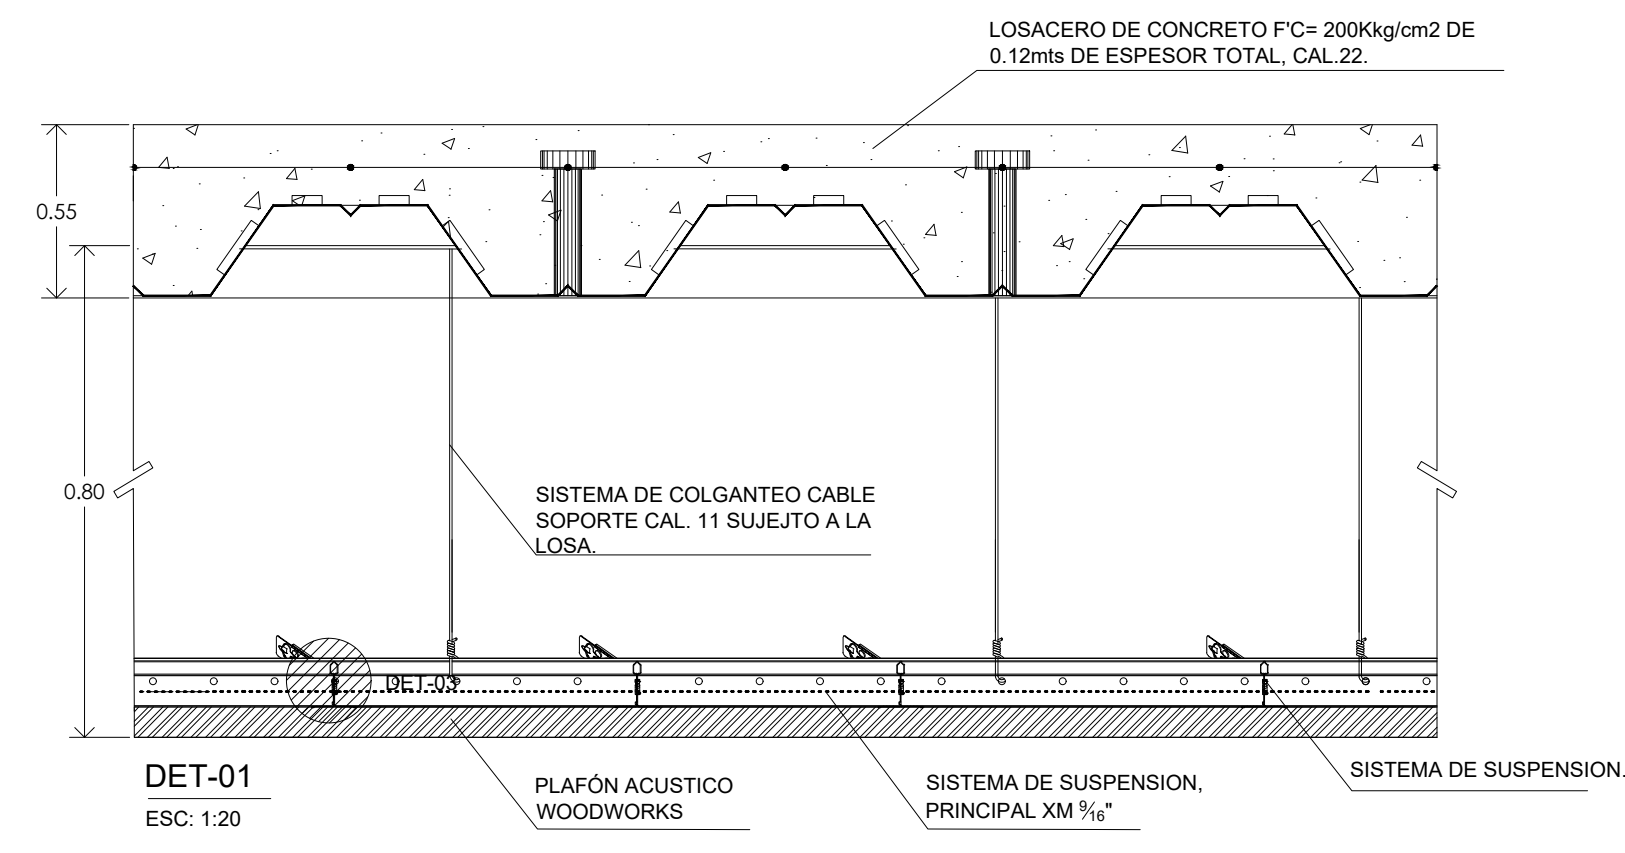 LOSACERO DE CONCRETO F'C= 200Kkg/cm2 DE
0.12mts DE ESPESOR TOTAL, CAL.22.
0.55
0.80
SISTEMA DE COLGANTEO CABLE
SOPORTE CAL. 11 SUJEJTO A LA
LOSA.
DET-03
DET-01
ESC: 1:20
PLAFÓN ACUSTICO
WOODWORKS
SISTEMA DE SUSPENSION,
PRINCIPAL XM 9⁄16"
SISTEMA DE SUSPENSION.